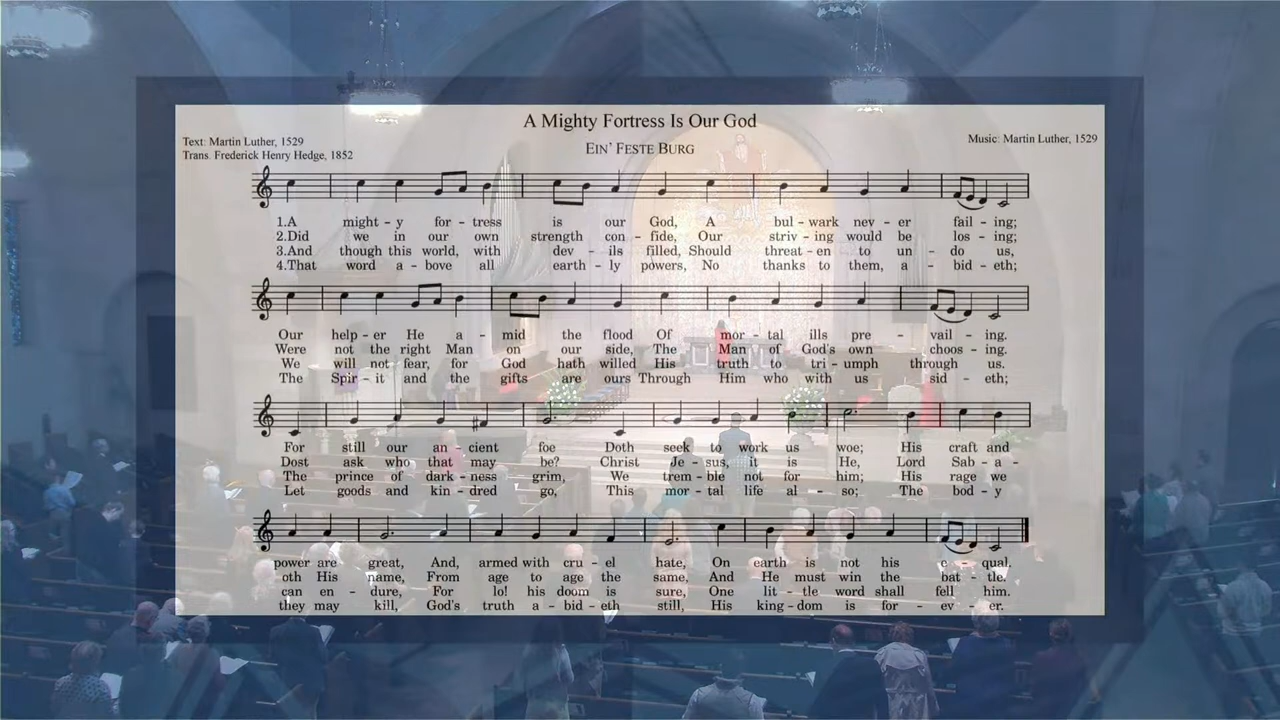 A Mighty Fortress Is Our God
Text: Martin Luther, 1529
Music: Martin Luther, 1529
Trans. Frederick Henry Hedge, 1852
EIN' FESTE BURG
1.A might - y for - tress is our God, A bul - wark nev - er fail - ing;
2.Did we in our own strength con - fide, Our striv - ing would be los - ing;
3.And though this world, with dev - ils filled, Should threat - en to un - do us,
4.That word a - bove all earth - ly powers, No thanks to them, a - bid - eth;
Our help - er He a - mid the flood Of mor - tal ills pre - vail - ing.
Were not the right Man on our side, The Man of God's own choos - ing.
We will not fear, for God hath willed His truth to tri - umph through us.
The Spir - it and the gifts are ours Through Him who with us sid - eth;
For still our an - cient foe Doth seek to work us woe; His craft and
Dost ask who that may be? Christ Je - sus, it is He, Lord Sab - a -
The prince of dark - ness grim, We trem - ble not for him; His rage we
Let goods and kin - dred go, This mor - tal life al - so; The bod - y
power are great, And, armed with cru - el hate, On earth is not his e - qual.
oth His name, From age to age the same, And He must win the bat - tle.
can en - dure, For lo! his doom is sure, One lit - tle word shall fell him.
they may kill, God's truth a - bid - eth still, His king - dom is for - ev - er.